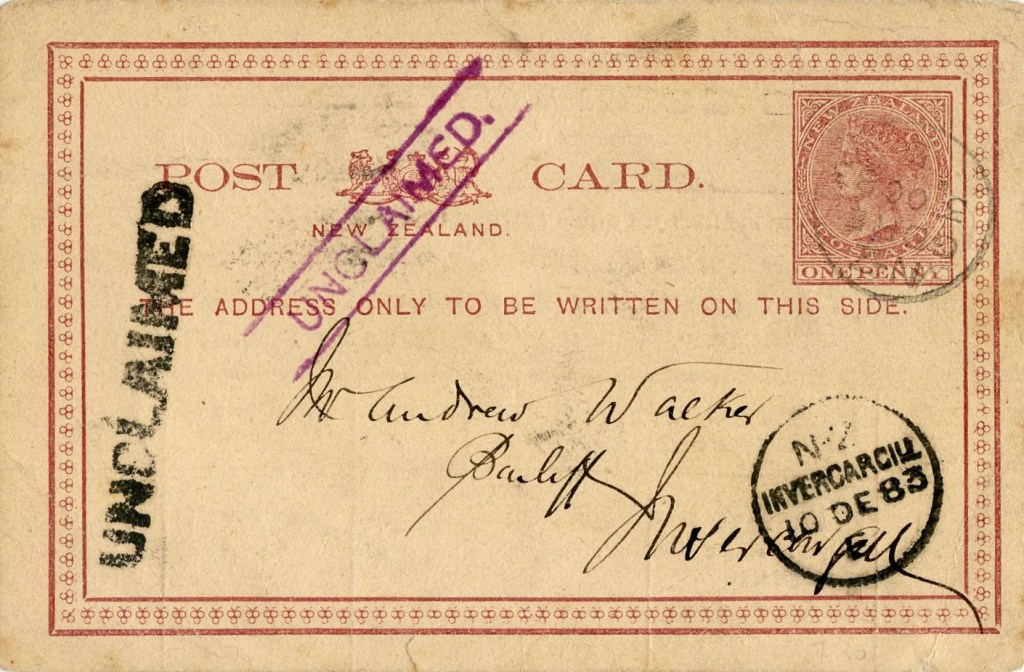 POST CARD.
NEW ZEALAND.
NEW ZEALAND
POSTAGE
ONE PENNY
THE ADDRESS ONLY TO BE WRITTEN ON THIS SIDE.
UNCLAIMED.
UNCLAIMED
Mr Andrew Walker
Bailiff
Invercargill
N.Z
INVERCARGILL
10 DE 83